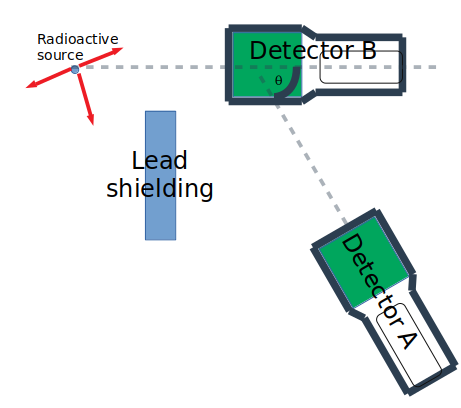 Radioactive
source
Detector B
θ
Lead
shielding
Detector A